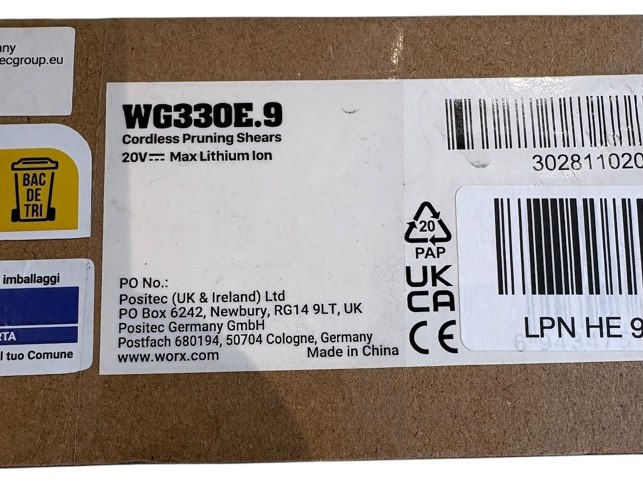 any
ecgroup.eu
BAC
DE
TRI
imballaggi
RTA
l tuo Comune
WG330E.9
Cordless Pruning Shears
20V⎓ Max Lithium Ion
PO No.:
Positec (UK & Ireland) Ltd
PO Box 6242, Newbury, RG14 9LT, UK
Positec Germany GmbH
Postfach 680194, 50704 Cologne, Germany
www.worx.com Made in China
20
PAP
UK
CA
CE
302811020
LPN HE 9